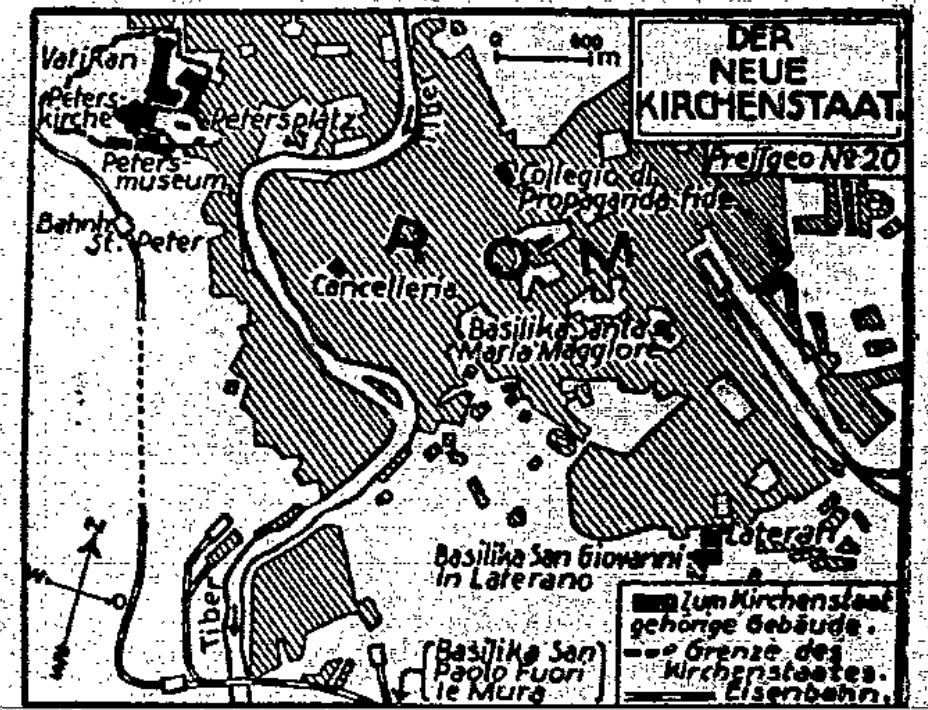 DER
NEUE
KIRCHENSTAAT.
Pressgeo No 20
0 600
m
Vatikan
Peters-
kirche
Petersplatz
Peters-
museum
Bahnh.
St. Peter
Tiber
Collegio di
Propaganda fide.
ROM
Cancelleria
Basilika Santa
Maria Maggiore
N
W
O
Basilika San Giovanni
in Laterano
Lateran
Tiber
Basilika San
Paolo Fuori
le Mura
Zum Kirchenstaat
gehörige Gebäude.
Grenze des
Kirchenstaates.
Eisenbahn.